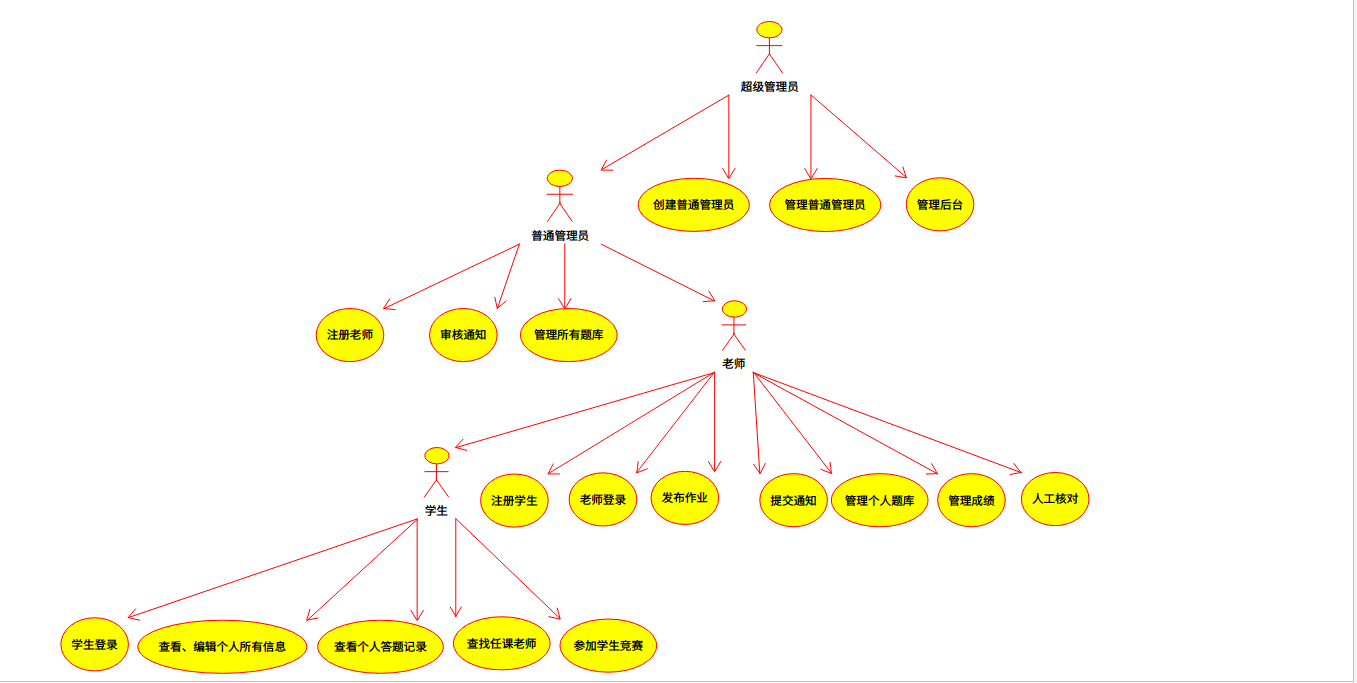 超级管理员
创建普通管理员
管理普通管理员
管理后台
普通管理员
注册老师
审核通知
管理所有题库
老师
学生
注册学生
老师登录
发布作业
提交通知
管理个人题库
管理成绩
人工核对
学生登录
查看、编辑个人所有信息
查看个人答题记录
查找任课老师
参加学生竞赛